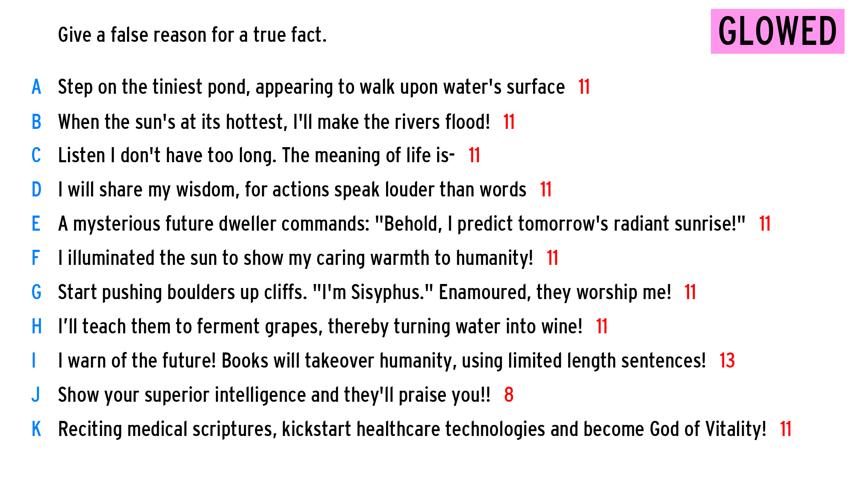 Give a false reason for a true fact.
GLOWED
A Step on the tiniest pond, appearing to walk upon water's surface 11
B When the sun's at its hottest, I'll make the rivers flood! 11
C Listen I don't have too long. The meaning of life is- 11
D I will share my wisdom, for actions speak louder than words 11
E A mysterious future dweller commands: "Behold, I predict tomorrow's radiant sunrise!" 11
F I illuminated the sun to show my caring warmth to humanity! 11
G Start pushing boulders up cliffs. "I'm Sisyphus." Enamoured, they worship me! 11
H I’ll teach them to ferment grapes, thereby turning water into wine! 11
I I warn of the future! Books will takeover humanity, using limited length sentences! 13
J Show your superior intelligence and they'll praise you!! 8
K Reciting medical scriptures, kickstart healthcare technologies and become God of Vitality! 11